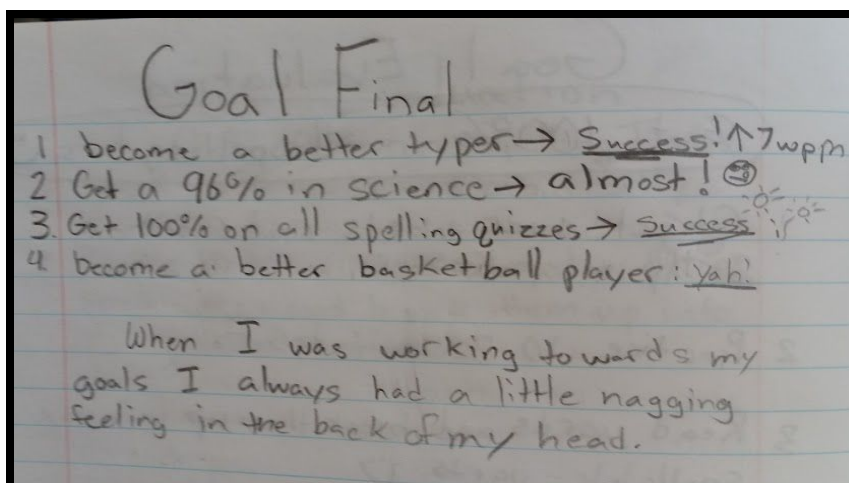 Goal Final
1 become a better typer→ Success! ↑7wpm
2 Get a 96% in science→ almost!
3. Get 100% on all spelling quizzes→ Success
4 become a better basketball player: yah!
When I was working towards my
goals I always had a little nagging
feeling in the back of my head.